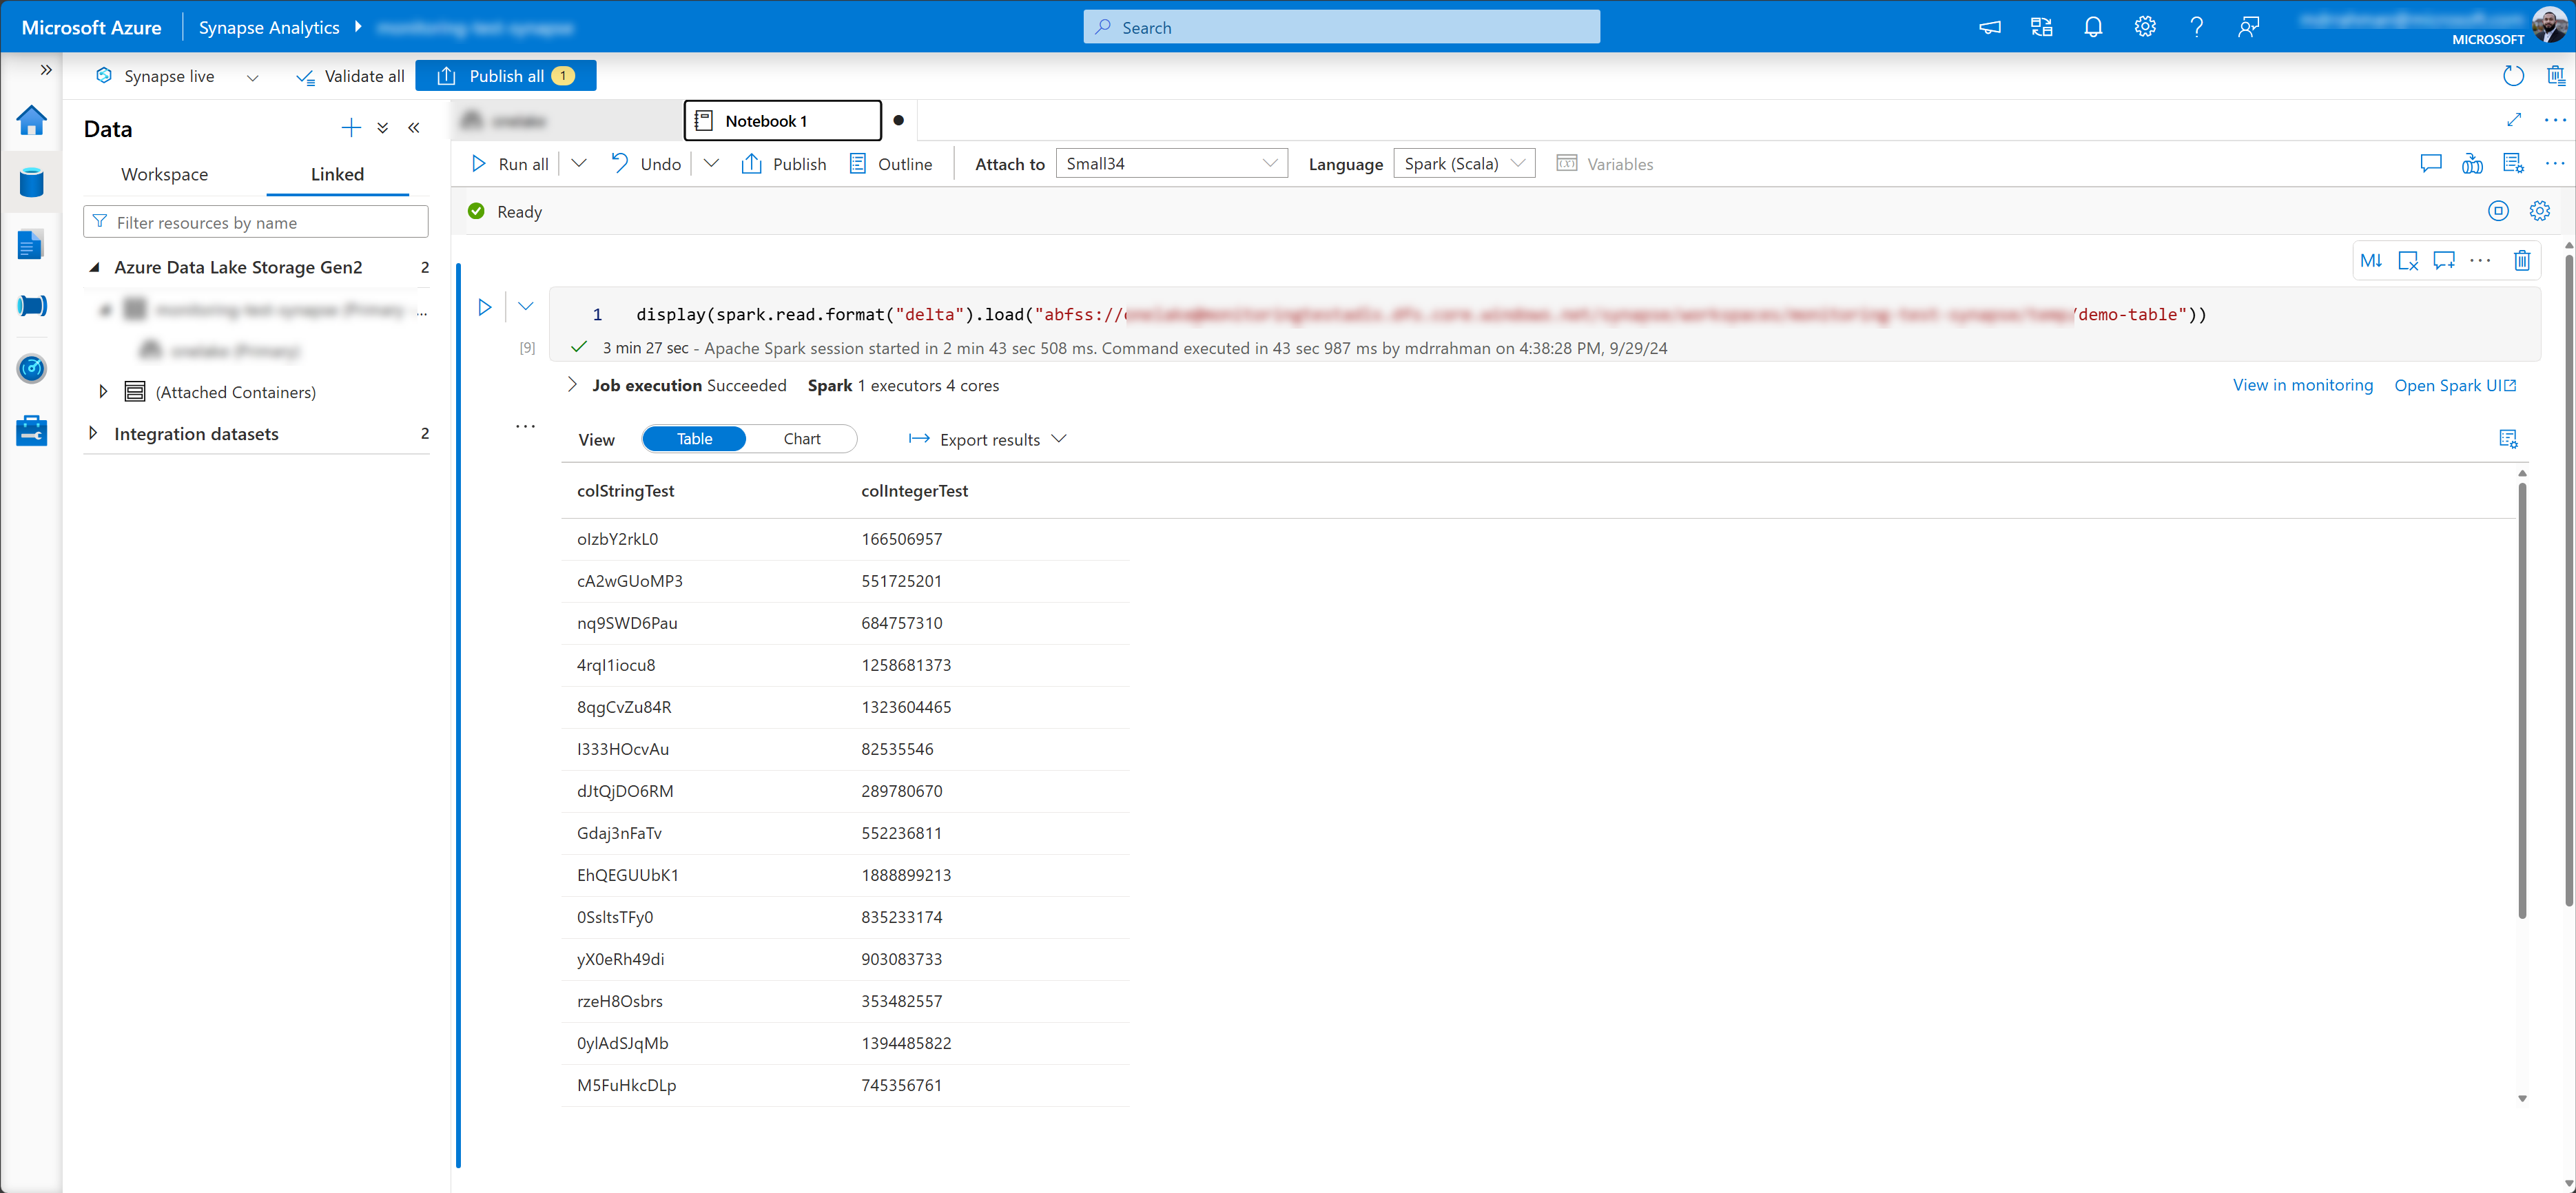 Microsoft Azure
Synapse Analytics
Search
MICROSOFT
Synapse live
Validate all
Publish all 1
Data
Workspace
Linked
Filter resources by name
Azure Data Lake Storage Gen2 2
...
(Attached Containers)
Integration datasets 2
Notebook 1
Run all
Undo
Publish
Outline
Attach to
Small34
Language
Spark (Scala)
Variables
Ready
M↓
1 display(spark.read.format("delta").load("abfss:// /demo-table"))
[9]
3 min 27 sec - Apache Spark session started in 2 min 43 sec 508 ms. Command executed in 43 sec 987 ms by mdrrahman on 4:38:28 PM, 9/29/24
Job execution Succeeded Spark 1 executors 4 cores
View in monitoring
Open Spark UI
View
Table
Chart
Export results
colStringTest colIntegerTest
oIzbY2rkL0 166506957
cA2wGUoMP3 551725201
nq9SWD6Pau 684757310
4rqI1iocu8 1258681373
8qgCvZu84R 1323604465
I333HOcvAu 82535546
dJtQjDO6RM 289780670
Gdaj3nFaTv 552236811
EhQEGUUbK1 1888899213
0SsltsTFy0 835233174
yX0eRh49di 903083733
rzeH8Osbrs 353482557
0ylAdSJqMb 1394485822
M5FuHkcDLp 745356761